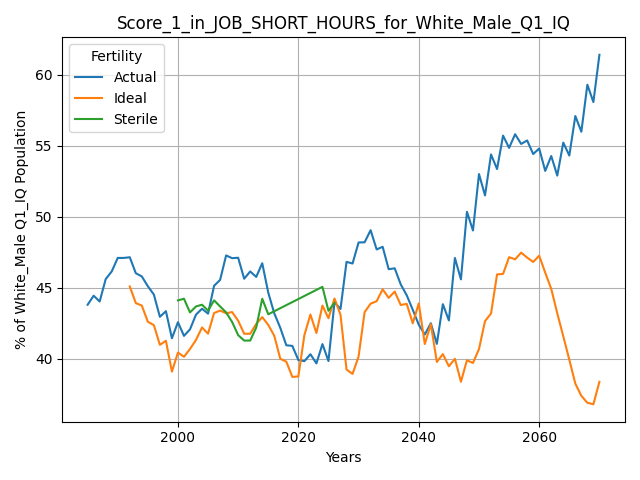 Score_1_in_JOB_SHORT_HOURS_for_White_Male_Q1_IQ
Fertility
Actual
Ideal
Sterile
% of White_Male Q1_IQ Population
60
55
50
45
40
2000
2020
2040
2060
Years